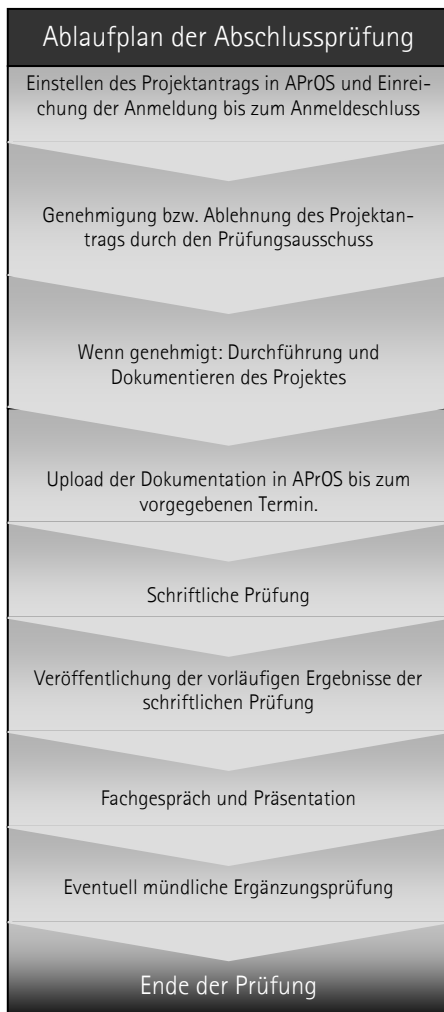 Ablaufplan der Abschlussprüfung
Einstellen des Projektantrags in APrOS und Einrei-
chung der Anmeldung bis zum Anmeldeschluss
Genehmigung bzw. Ablehnung des Projektan-
trags durch den Prüfungsausschuss
Wenn genehmigt: Durchführung und
Dokumentieren des Projektes
Upload der Dokumentation in APrOS bis zum
vorgegebenen Termin.
Schriftliche Prüfung
Veröffentlichung der vorläufigen Ergebnisse der
schriftlichen Prüfung
Fachgespräch und Präsentation
Eventuell mündliche Ergänzungsprüfung
Ende der Prüfung